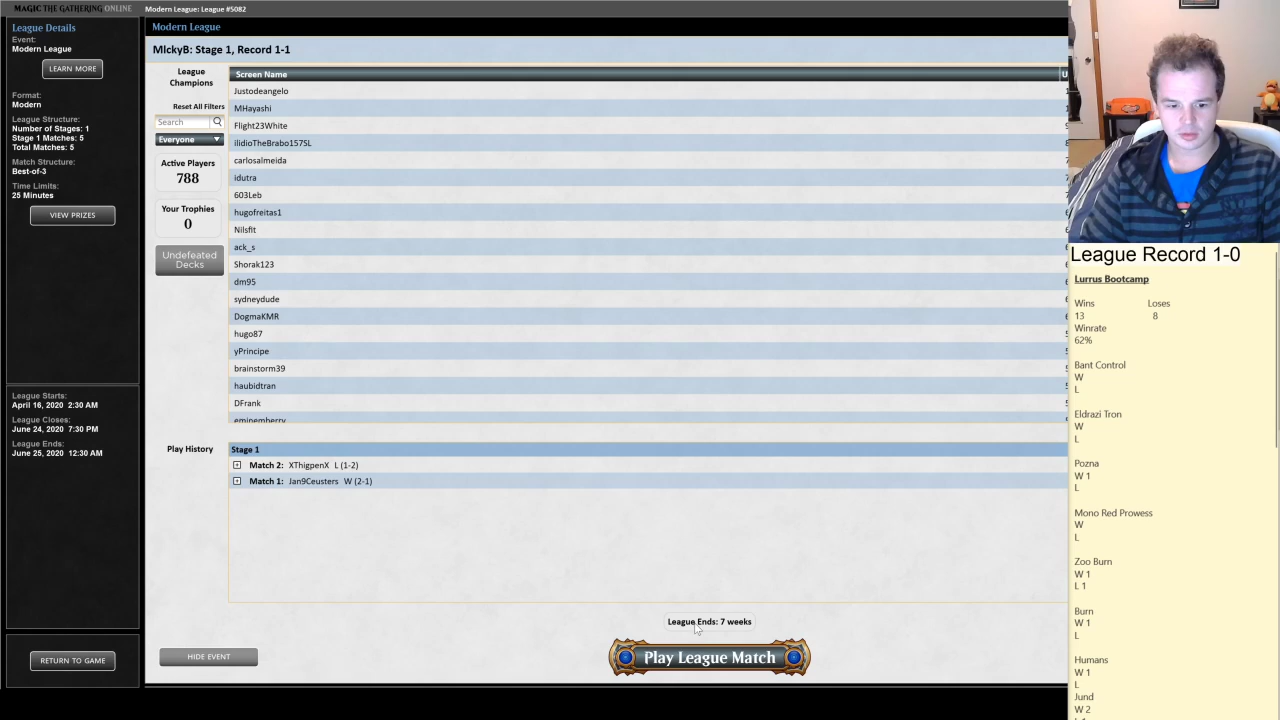 MAGIC THE GATHERING ONLINE
Modern League: League #5082
League Details
Event:
Modern League
LEARN MORE
Format:
Modern
League Structure:
Number of Stages: 1
Stage 1 Matches: 5
Total Matches: 5
Match Structure:
Best-of-3
Time Limits:
25 Minutes
VIEW PRIZES
League Starts:
April 16, 2020 2:30 AM
League Closes:
June 24, 2020 7:30 PM
League Ends:
June 25, 2020 12:30 AM
RETURN TO GAME
Modern League
MIckyB: Stage 1, Record 1-1
League
Champions
Reset All Filters
Search
Everyone
Active Players
788
Your Trophies
0
Undefeated
Decks
Screen Name
Justodeangelo
MHayashi
Flight23White
ilidioTheBrabo157SL
carlosalmeida
idutra
603Leb
hugofreitas1
Nilsfit
ack_s
Shorak123
dm95
sydneydude
DogmaKMR
hugo87
yPrincipe
brainstorm39
haubidtran
DFrank
eminemberry
Play History
Stage 1
Match 2: XThigpenX L (1-2)
Match 1: Jan9Ceusters W (2-1)
League Ends: 7 weeks
HIDE EVENT
Play League Match
League Record 1-0
Lurrus Bootcamp
Wins Loses
13 8
Winrate
62%
Bant Control
W
L
Eldrazi Tron
W
L
Pozna
W 1
L
Mono Red Prowess
W
L
Zoo Burn
W 1
L 1
Burn
W 1
L
Humans
W 1
L
Jund
W 2